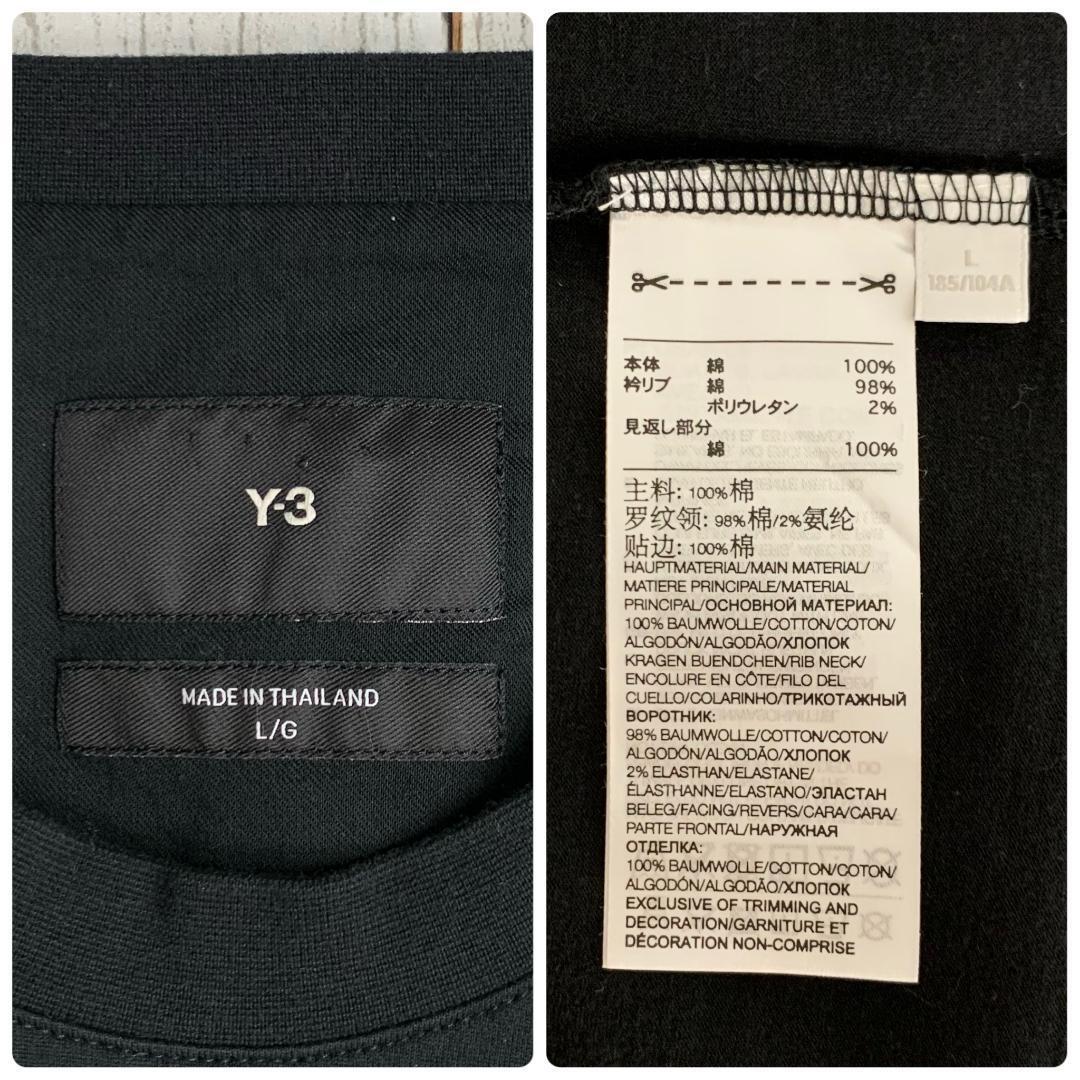 Y-3
MADE IN THAILAND
L/G
L
185/104A
本体 綿 100%
衿リブ 綿 98%
ポリウレタン 2%
見返し部分
綿 100%
主料: 100%棉
罗纹领: 98%棉/2%氨纶
贴边: 100%棉
HAUPTMATERIAL/MAIN MATERIAL/
MATIERE PRINCIPALE/MATERIAL
PRINCIPAL/ОСНОВНОЙ МАТЕРИАЛ:
100% BAUMWOLLE/COTTON/COTON/
ALGODÓN/ALGODÃO/ХЛОПОК
KRAGEN BUENDCHEN/RIB NECK/
ENCOLURE EN CÔTE/FILO DEL
CUELLO/COLARINHO/ТРИКОТАЖНЫЙ
ВОРОТНИК:
98% BAUMWOLLE/COTTON/COTON/
ALGODÓN/ALGODÃO/ХЛОПОК
2% ELASTHAN/ELASTANE/
ÉLASTHANNE/ELASTANO/ЭЛАСТАН
BELEG/FACING/REVERS/CARA/CARA/
PARTE FRONTAL/НАРУЖНАЯ
ОТДЕЛКА:
100% BAUMWOLLE/COTTON/COTON/
ALGODÓN/ALGODÃO/ХЛОПОК
EXCLUSIVE OF TRIMMING AND
DECORATION/GARNITURE ET
DÉCORATION NON-COMPRISE